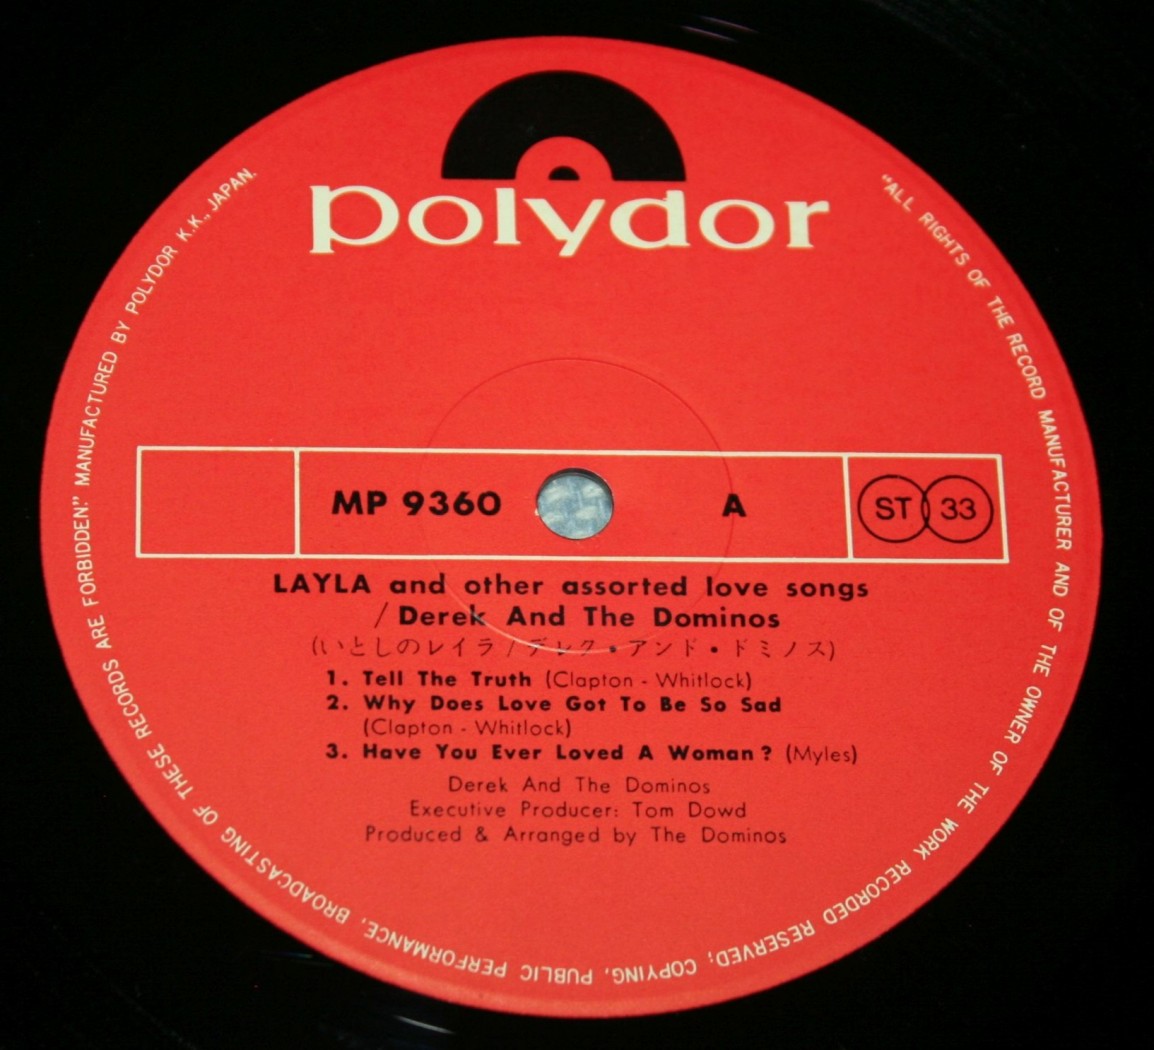 polydor
MP 9360
A
ST 33
LAYLA and other assorted love songs
/Derek And The Dominos
(いとしのレイラ/デレク・アンド・ドミノス)
1. Tell The Truth (Clapton - Whitlock)
2. Why Does Love Got To Be So Sad
(Clapton - Whitlock)
3. Have You Ever Loved A Woman? (Myles)
Derek And The Dominos
Executive Producer: Tom Dowd
Produced & Arranged by The Dominos
"ALL RIGHTS OF THE RECORD MANUFACTURER AND OF THE OWNER OF THE WORK RECORDED RESERVED; COPYING, PUBLIC PERFORMANCE, BROADCASTING OF THESE RECORDS ARE FORBIDDEN." MANUFACTURED BY POLYDOR K.K., JAPAN.